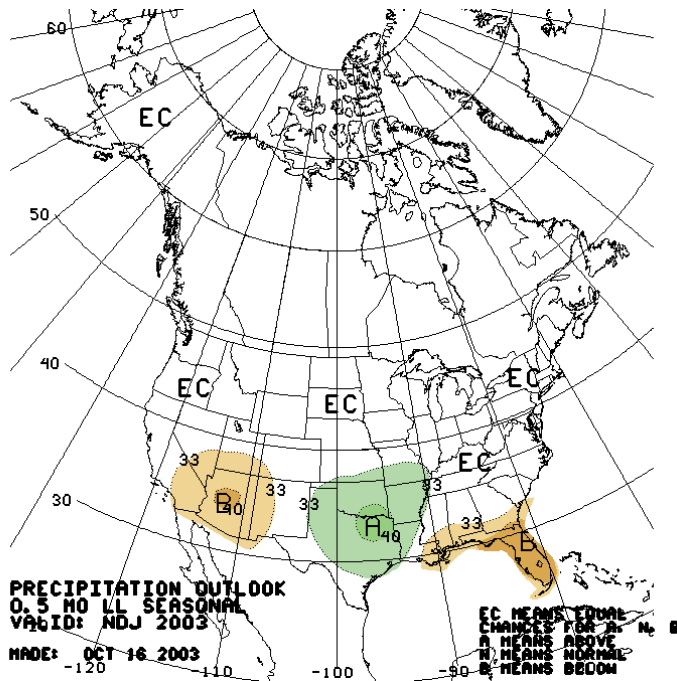 60
70
EC
50
40
EC
EC
EC
EC
33
33
33
33
33
B
40
A
40
B
30
PRECIPITATION OUTLOOK
0.5 MO LL SEASONAL
VALID: NDJ 2003
MADE: OCT 16 2003
-120
-110
-100
-90
EC MEANS EQUAL
CHANCES FOR A, N,
A MEANS ABOVE
N MEANS NORMAL
B MEANS BELOW